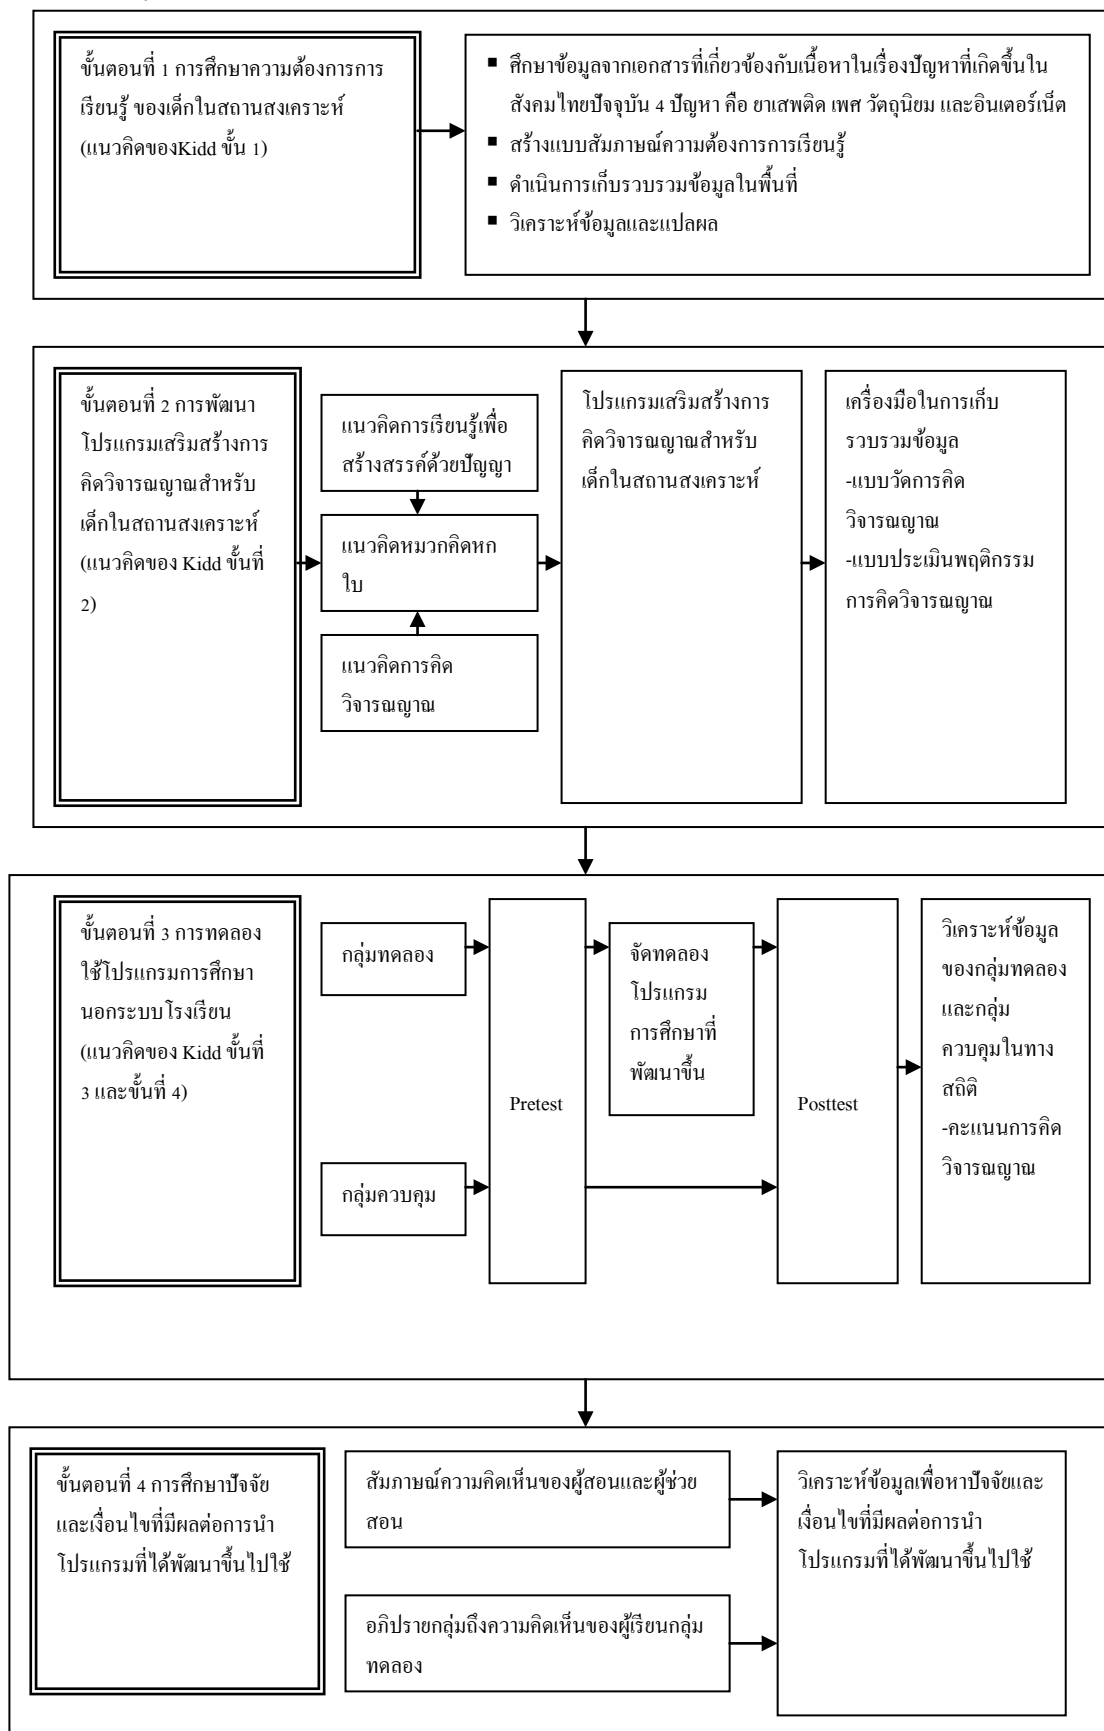 ขั้นตอนที่ 1 การศึกษาความต้องการการ
เรียนรู้ ของเด็กในสถานสงเคราะห์
(แนวคิดของKidd ขั้น 1)
▪ ศึกษาข้อมูลจากเอกสารที่เกี่ยวข้องกับเนื้อหาในเรื่องปัญหาที่เกิดขึ้นใน
สังคมไทยปัจจุบัน 4 ปัญหา คือ ยาเสพติด เพศ วัตถุนิยม และอินเตอร์เน็ต
▪ สร้างแบบสัมภาษณ์ความต้องการการเรียนรู้
▪ ดำเนินการเก็บรวบรวมข้อมูลในพื้นที่
▪ วิเคราะห์ข้อมูลและแปลผล
ขั้นตอนที่ 2 การพัฒนา
โปรแกรมเสริมสร้างการ
คิดวิจารณญาณสำหรับ
เด็กในสถานสงเคราะห์
(แนวคิดของ Kidd ขั้นที่
2)
แนวคิดการเรียนรู้เพื่อ
สร้างสรรค์ด้วยปัญญา
แนวคิดหมวกคิดหก
ใบ
แนวคิดการคิด
วิจารณญาณ
โปรแกรมเสริมสร้างการ
คิดวิจารณญาณสำหรับ
เด็กในสถานสงเคราะห์
เครื่องมือในการเก็บ
รวบรวมข้อมูล
-แบบวัดการคิด
วิจารณญาณ
-แบบประเมินพฤติกรรม
การคิดวิจารณญาณ
ขั้นตอนที่ 3 การทดลอง
ใช้โปรแกรมการศึกษา
นอกระบบโรงเรียน
(แนวคิดของ Kidd ขั้นที่
3 และขั้นที่ 4)
กลุ่มทดลอง
กลุ่มควบคุม
Pretest
จัดทดลอง
โปรแกรม
การศึกษาที่
พัฒนาขึ้น
Posttest
วิเคราะห์ข้อมูล
ของกลุ่มทดลอง
และกลุ่ม
ควบคุมในทาง
สถิติ
-คะแนนการคิด
วิจารณญาณ
ขั้นตอนที่ 4 การศึกษาปัจจัย
และเงื่อนไขที่มีผลต่อการนำ
โปรแกรมที่ได้พัฒนาขึ้นไปใช้
สัมภาษณ์ความคิดเห็นของผู้สอนและผู้ช่วย
สอน
อภิปรายกลุ่มถึงความคิดเห็นของผู้เรียนกลุ่ม
ทดลอง
วิเคราะห์ข้อมูลเพื่อหาปัจจัยและ
เงื่อนไขที่มีผลต่อการนำ
โปรแกรมที่ได้พัฒนาขึ้นไปใช้